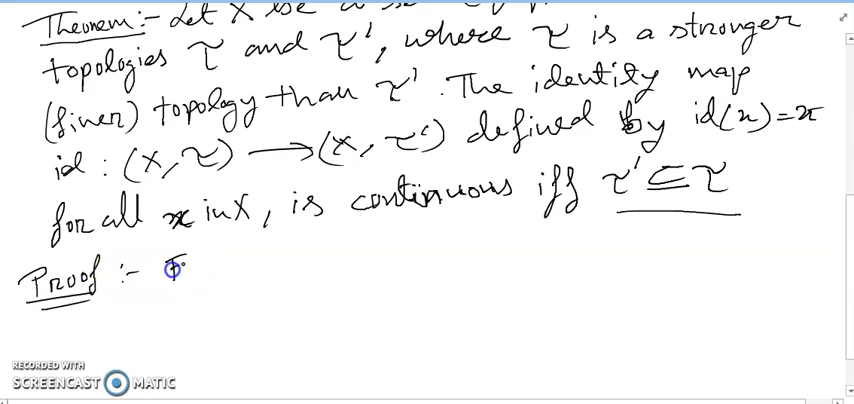 Theorem:- Let X be a
topologies τ and τ', where τ is a stronger
(finer) topology than τ'. The identity map
id : (X, τ) ⟶ (X, τ') defined by id(x)=x
for all x in X, is continuous iff τ' ⊆ τ
Proof :-
RECORDED WITH
SCREENCAST MATIC